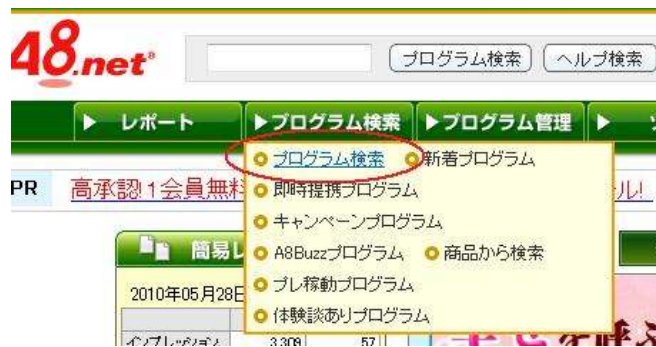 48.net®
プログラム検索 ヘルプ検索
レポート プログラム検索 プログラム管理
プログラム検索 新着プログラム
PR 高承認!1会員無料 ル!
即時提携プログラム
キャンペーンプログラム
簡易レ A8Buzzプログラム 商品から検索
2010年05月28日 プレ稼動プログラム
体験談ありプログラム
インプレッション 3,309 57
を呼ぶ